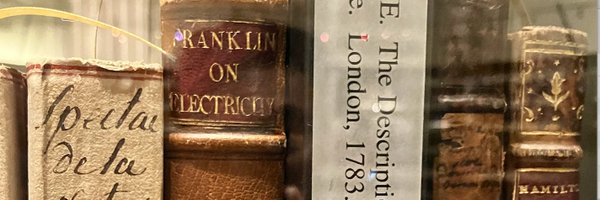 Spectac
de la
FRANKLIN
ON
ELECTRICITY
E. The Descripti
e. London, 1783.
HAMILT